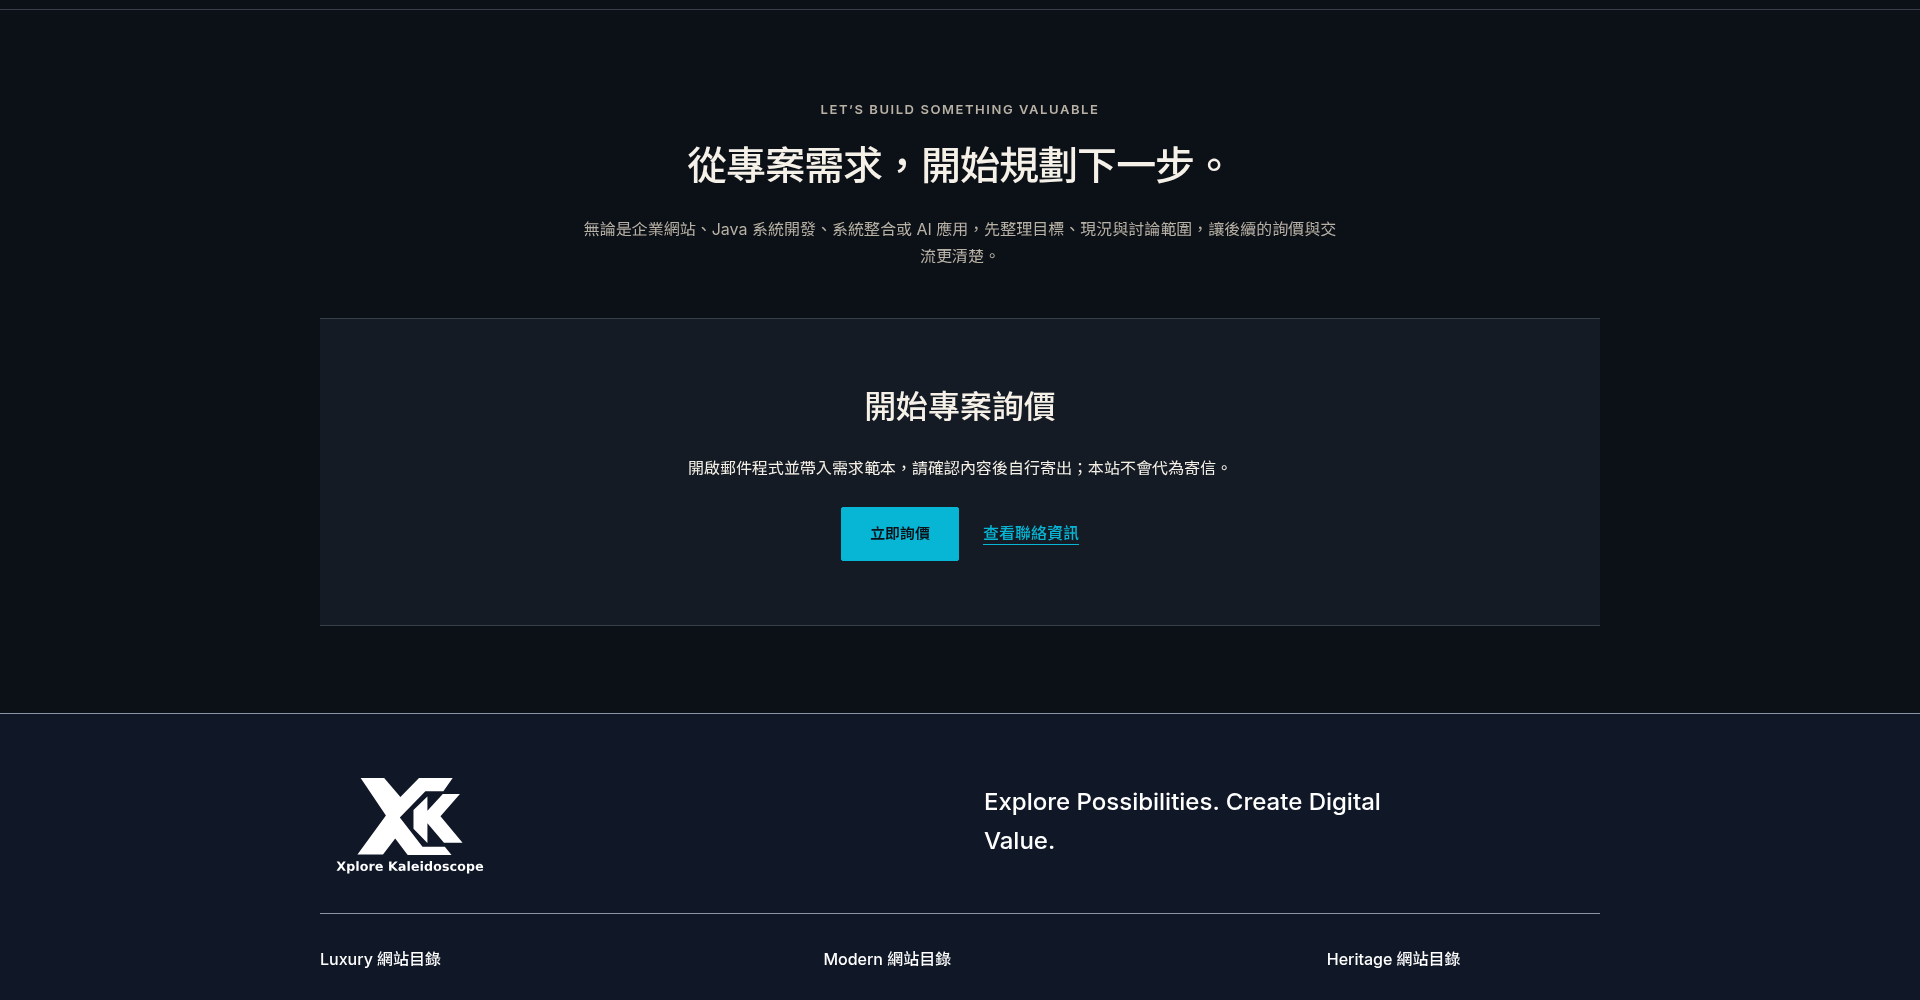 LET’S BUILD SOMETHING VALUABLE
從專案需求，開始規劃下一步。
無論是企業網站、Java 系統開發、系統整合或 AI 應用，先整理目標、現況與討論範圍，讓後續的詢價與交
流更清楚。
開始專案詢價
開啟郵件程式並帶入需求範本，請確認內容後自行寄出；本站不會代為寄信。
立即詢價
查看聯絡資訊
XK
Xplore Kaleidoscope
Explore Possibilities. Create Digital
Value.
Luxury 網站目錄
Modern 網站目錄
Heritage 網站目錄